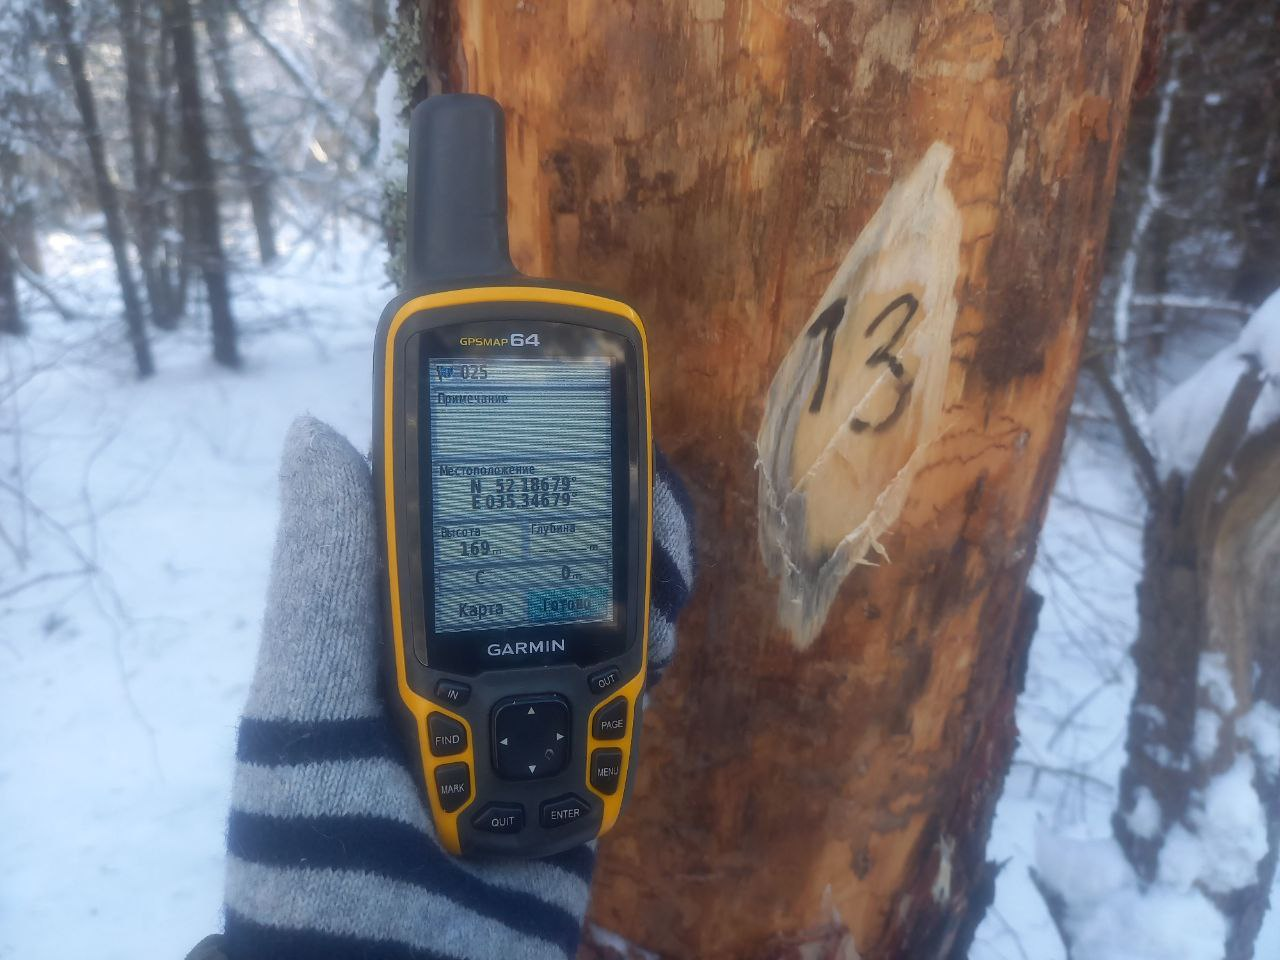 GPSMAP 64
025
Примечание
Местоположение
N 52.18679°
E 035.34679°
Высота
Глубина
169 m
m
С
0 m
Карта
Готово
GARMIN
IN
OUT
FIND
PAGE
MARK
MENU
QUIT
ENTER
13